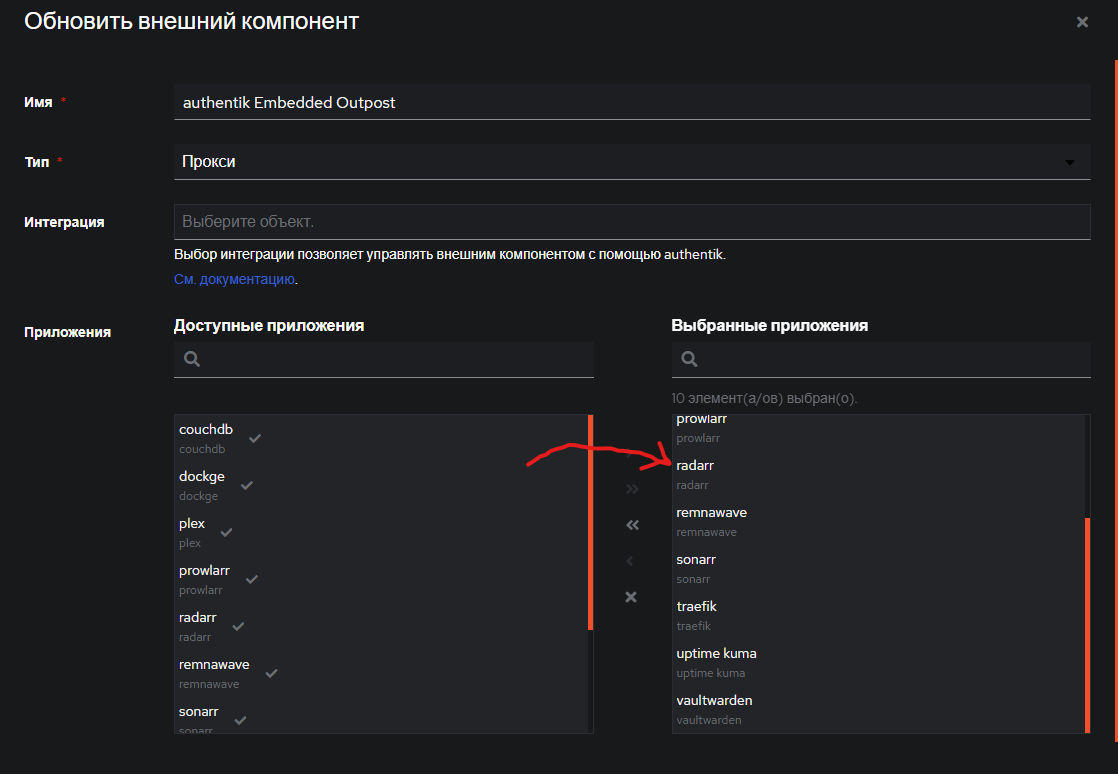 Обновить внешний компонент
Имя *
authentik Embedded Outpost
Тип *
Прокси
Интеграция
Выберите объект.
Выбор интеграции позволяет управлять внешним компонентом с помощью authentik.
См. документацию.
Приложения
Доступные приложения
couchdb
couchdb
dockge
dockge
plex
plex
prowlarr
prowlarr
radarr
radarr
remnawave
remnawave
sonarr
sonarr
Выбранные приложения
10 элемент(а/ов) выбран(о).
prowlarr
prowlarr
radarr
radarr
remnawave
remnawave
sonarr
sonarr
traefik
traefik
uptime kuma
uptime kuma
vaultwarden
vaultwarden